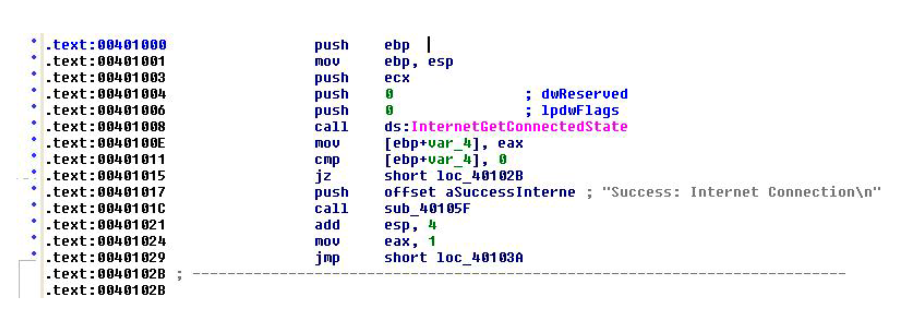 .text:00401000 push ebp
.text:00401001 mov ebp, esp
.text:00401003 push ecx
.text:00401004 push 0 ; dwReserved
.text:00401006 push 0 ; lpdwFlags
.text:00401008 call ds:InternetGetConnectedState
.text:0040100E mov [ebp+var_4], eax
.text:00401011 cmp [ebp+var_4], 0
.text:00401015 jz short loc_40102B
.text:00401017 push offset aSuccessInterne ; "Success: Internet Connection\n"
.text:0040101C call sub_40105F
.text:00401021 add esp, 4
.text:00401024 mov eax, 1
.text:00401029 jmp short loc_40103A
.text:0040102B ; ---------------------------------------------------------------------------
.text:0040102B